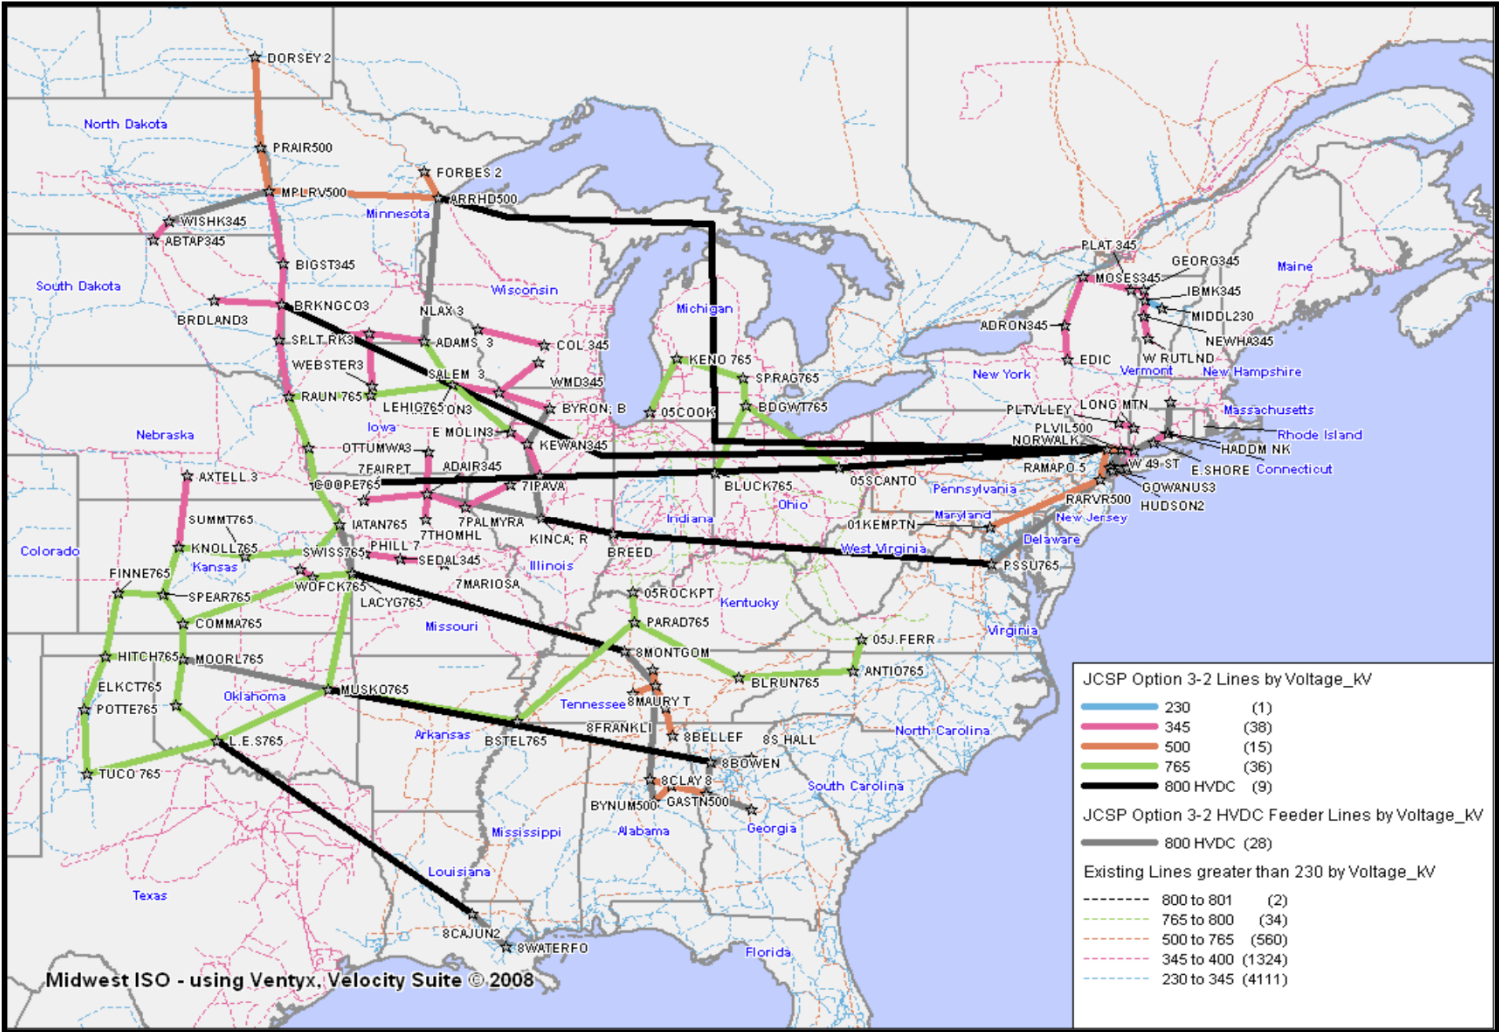 DORSEY 2
North Dakota
PRAIR500
FORBES 2
MPLRV500
ARRHD500
WISHK345
Minnesota
ABTAP345
PLAT 345
GEORG345
BIGST345
MOSES345
Maine
South Dakota
Wisconsin
IBMK345
BRKNGCO3
NLAX 3
Michigan
MIDDL230
BRDLAND3
ADRON345
SPLT RK3
ADAMS 3
COL 345
NEWHA345
WEBSTER3
KENO 765
EDIC
W RUTLND
SALEM 3
WMD345
SPRAG765
New York
Vermont
New Hampshire
RAUN 765
LEHIG765
ON3
BYRON; B
05COOK
BDGWT765
PLTVLLEY
LONG MTN
Massachusetts
Iowa
E MOLIN3
PLVIL500
Nebraska
OTTUMWA3
KEWAN345
NORWALK
Rhode Island
HADDM NK
7FAIRPT
ADAIR345
RAMAPO 5
W 49 ST
E.SHORE
Connecticut
AXTELL.3
COOPE765
7IPAVA
BLUCK765
05SCANTO
Pennsylvania
GOWANUS3
RARVR500
HUDSON2
SUMMT765
IATAN765
7PALMYRA
Indiana
Ohio
Maryland
New Jersey
7THOMHL
KINCA; R
01KEMPTN
Colorado
KNOLL765
SWISS765
PHILL 7
SEDAL345
BREED
West Virginia
Delaware
FINNE765
Kansas
Illinois
PSSU765
WOFCK765
7MARIOSA
SPEAR765
LACYG765
05ROCKPT
Kentucky
COMMA765
Missouri
PARAD765
Virginia
HITCH765
MOORL765
8MONTGOM
05J.FERR
ELKCT765
Oklahoma
MUSKO765
BLRUN765
ANTIO765
POTTE765
Tennessee
8MAURY T
L.E.S765
Arkansas
BSTEL765
8FRANKLI
8BELLEF
8S HALL
North Carolina
TUCO 765
8BOWEN
8CLAY 8
South Carolina
BYNUM500
GASTN500
Mississippi
Alabama
Georgia
Louisiana
Texas
8CAJUN2
8WATERFO
Florida
Midwest ISO - using Ventyx, Velocity Suite © 2008
JCSP Option 3-2 Lines by Voltage_kV
230 (1)
345 (38)
500 (15)
765 (36)
800 HVDC (9)
JCSP Option 3-2 HVDC Feeder Lines by Voltage_kV
800 HVDC (28)
Existing Lines greater than 230 by Voltage_kV
800 to 801 (2)
765 to 800 (34)
500 to 765 (560)
345 to 400 (1324)
230 to 345 (4111)